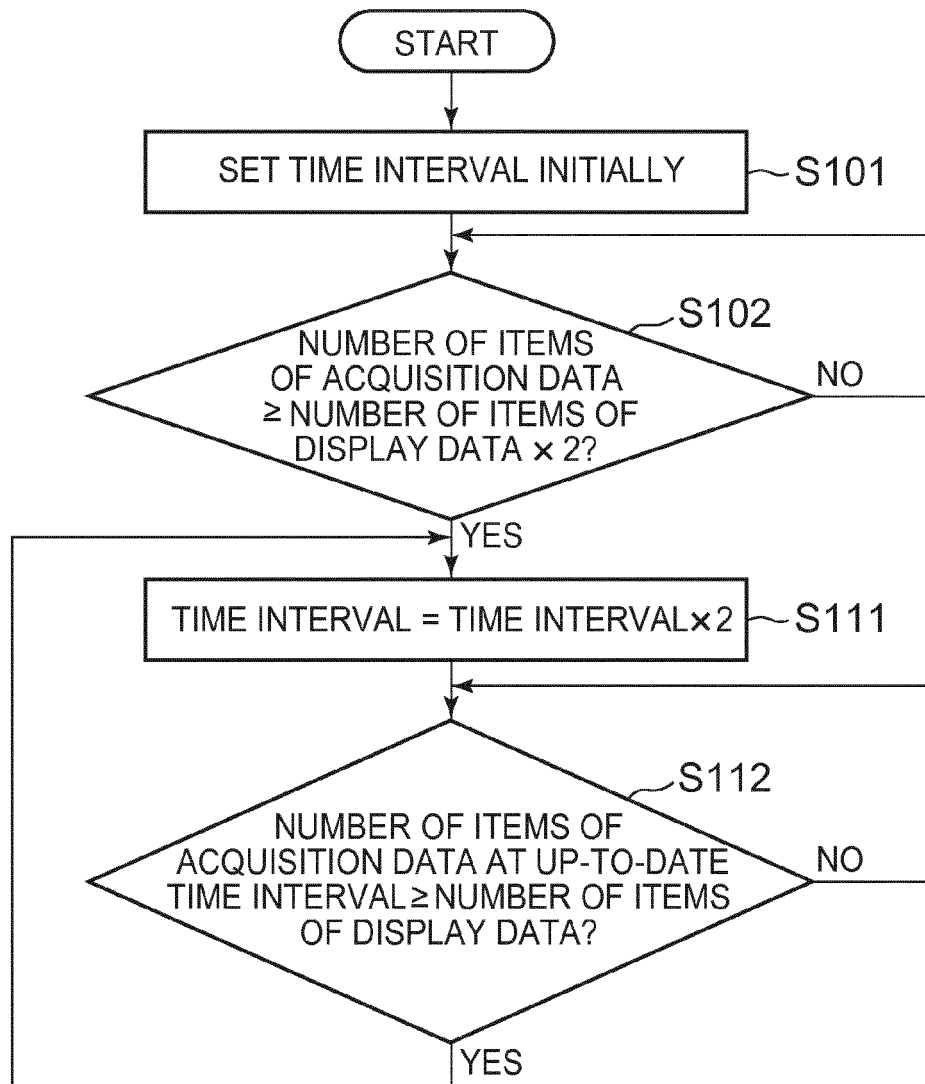 START
SET TIME INTERVAL INITIALLY
S101
S102
NUMBER OF ITEMS
OF ACQUISITION DATA
≥ NUMBER OF ITEMS OF
DISPLAY DATA × 2?
NO
YES
TIME INTERVAL = TIME INTERVAL×2
S111
S112
NUMBER OF ITEMS OF
ACQUISITION DATA AT UP-TO-DATE
TIME INTERVAL ≥ NUMBER OF ITEMS
OF DISPLAY DATA?
NO
YES